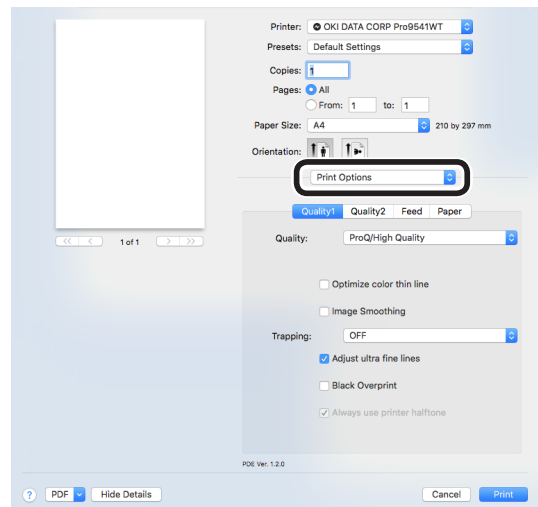 Printer: OKI DATA CORP Pro9541WT
Presets: Default Settings
Copies: 1
Pages: All
From: 1 to: 1
Paper Size: A4 210 by 297 mm
Orientation:
Print Options
Quality1 Quality2 Feed Paper
<< < 1 of 1 > >>
Quality: ProQ/High Quality
Optimize color thin line
Image Smoothing
Trapping: OFF
Adjust ultra fine lines
Black Overprint
Always use printer halftone
PDE Ver. 1.2.0
? PDF Hide Details Cancel Print